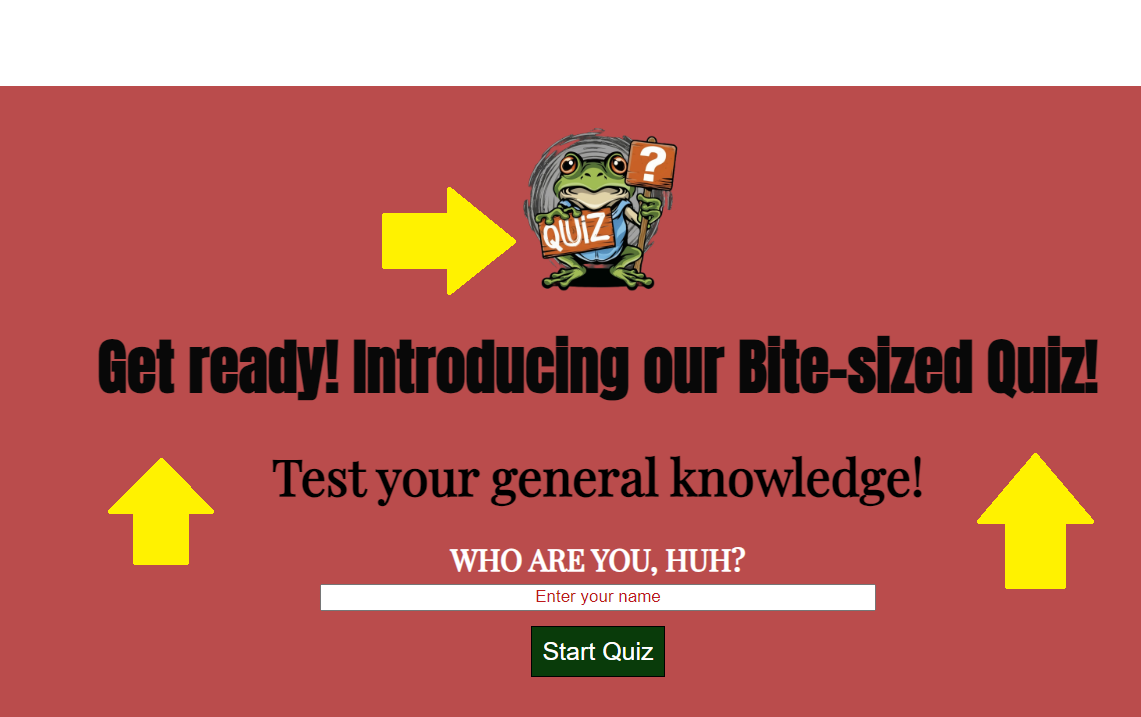 ?
QUIZ
Get ready! Introducing our Bite-sized Quiz!
Test your general knowledge!
WHO ARE YOU, HUH?
Enter your name
Start Quiz